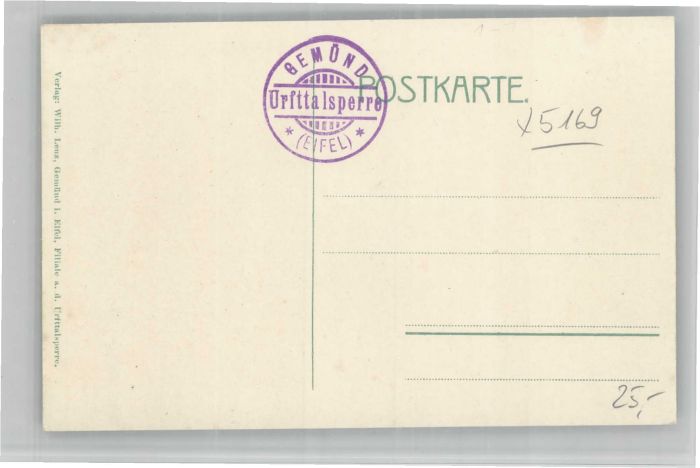 GEMÜND
Urfttalsperre
* (EIFEL) *
POSTKARTE.
X5169
Verlag: Wilh. Lenz, Gemünd i. Eifel, Filiale a. d. Urfttalsperre.
25,-